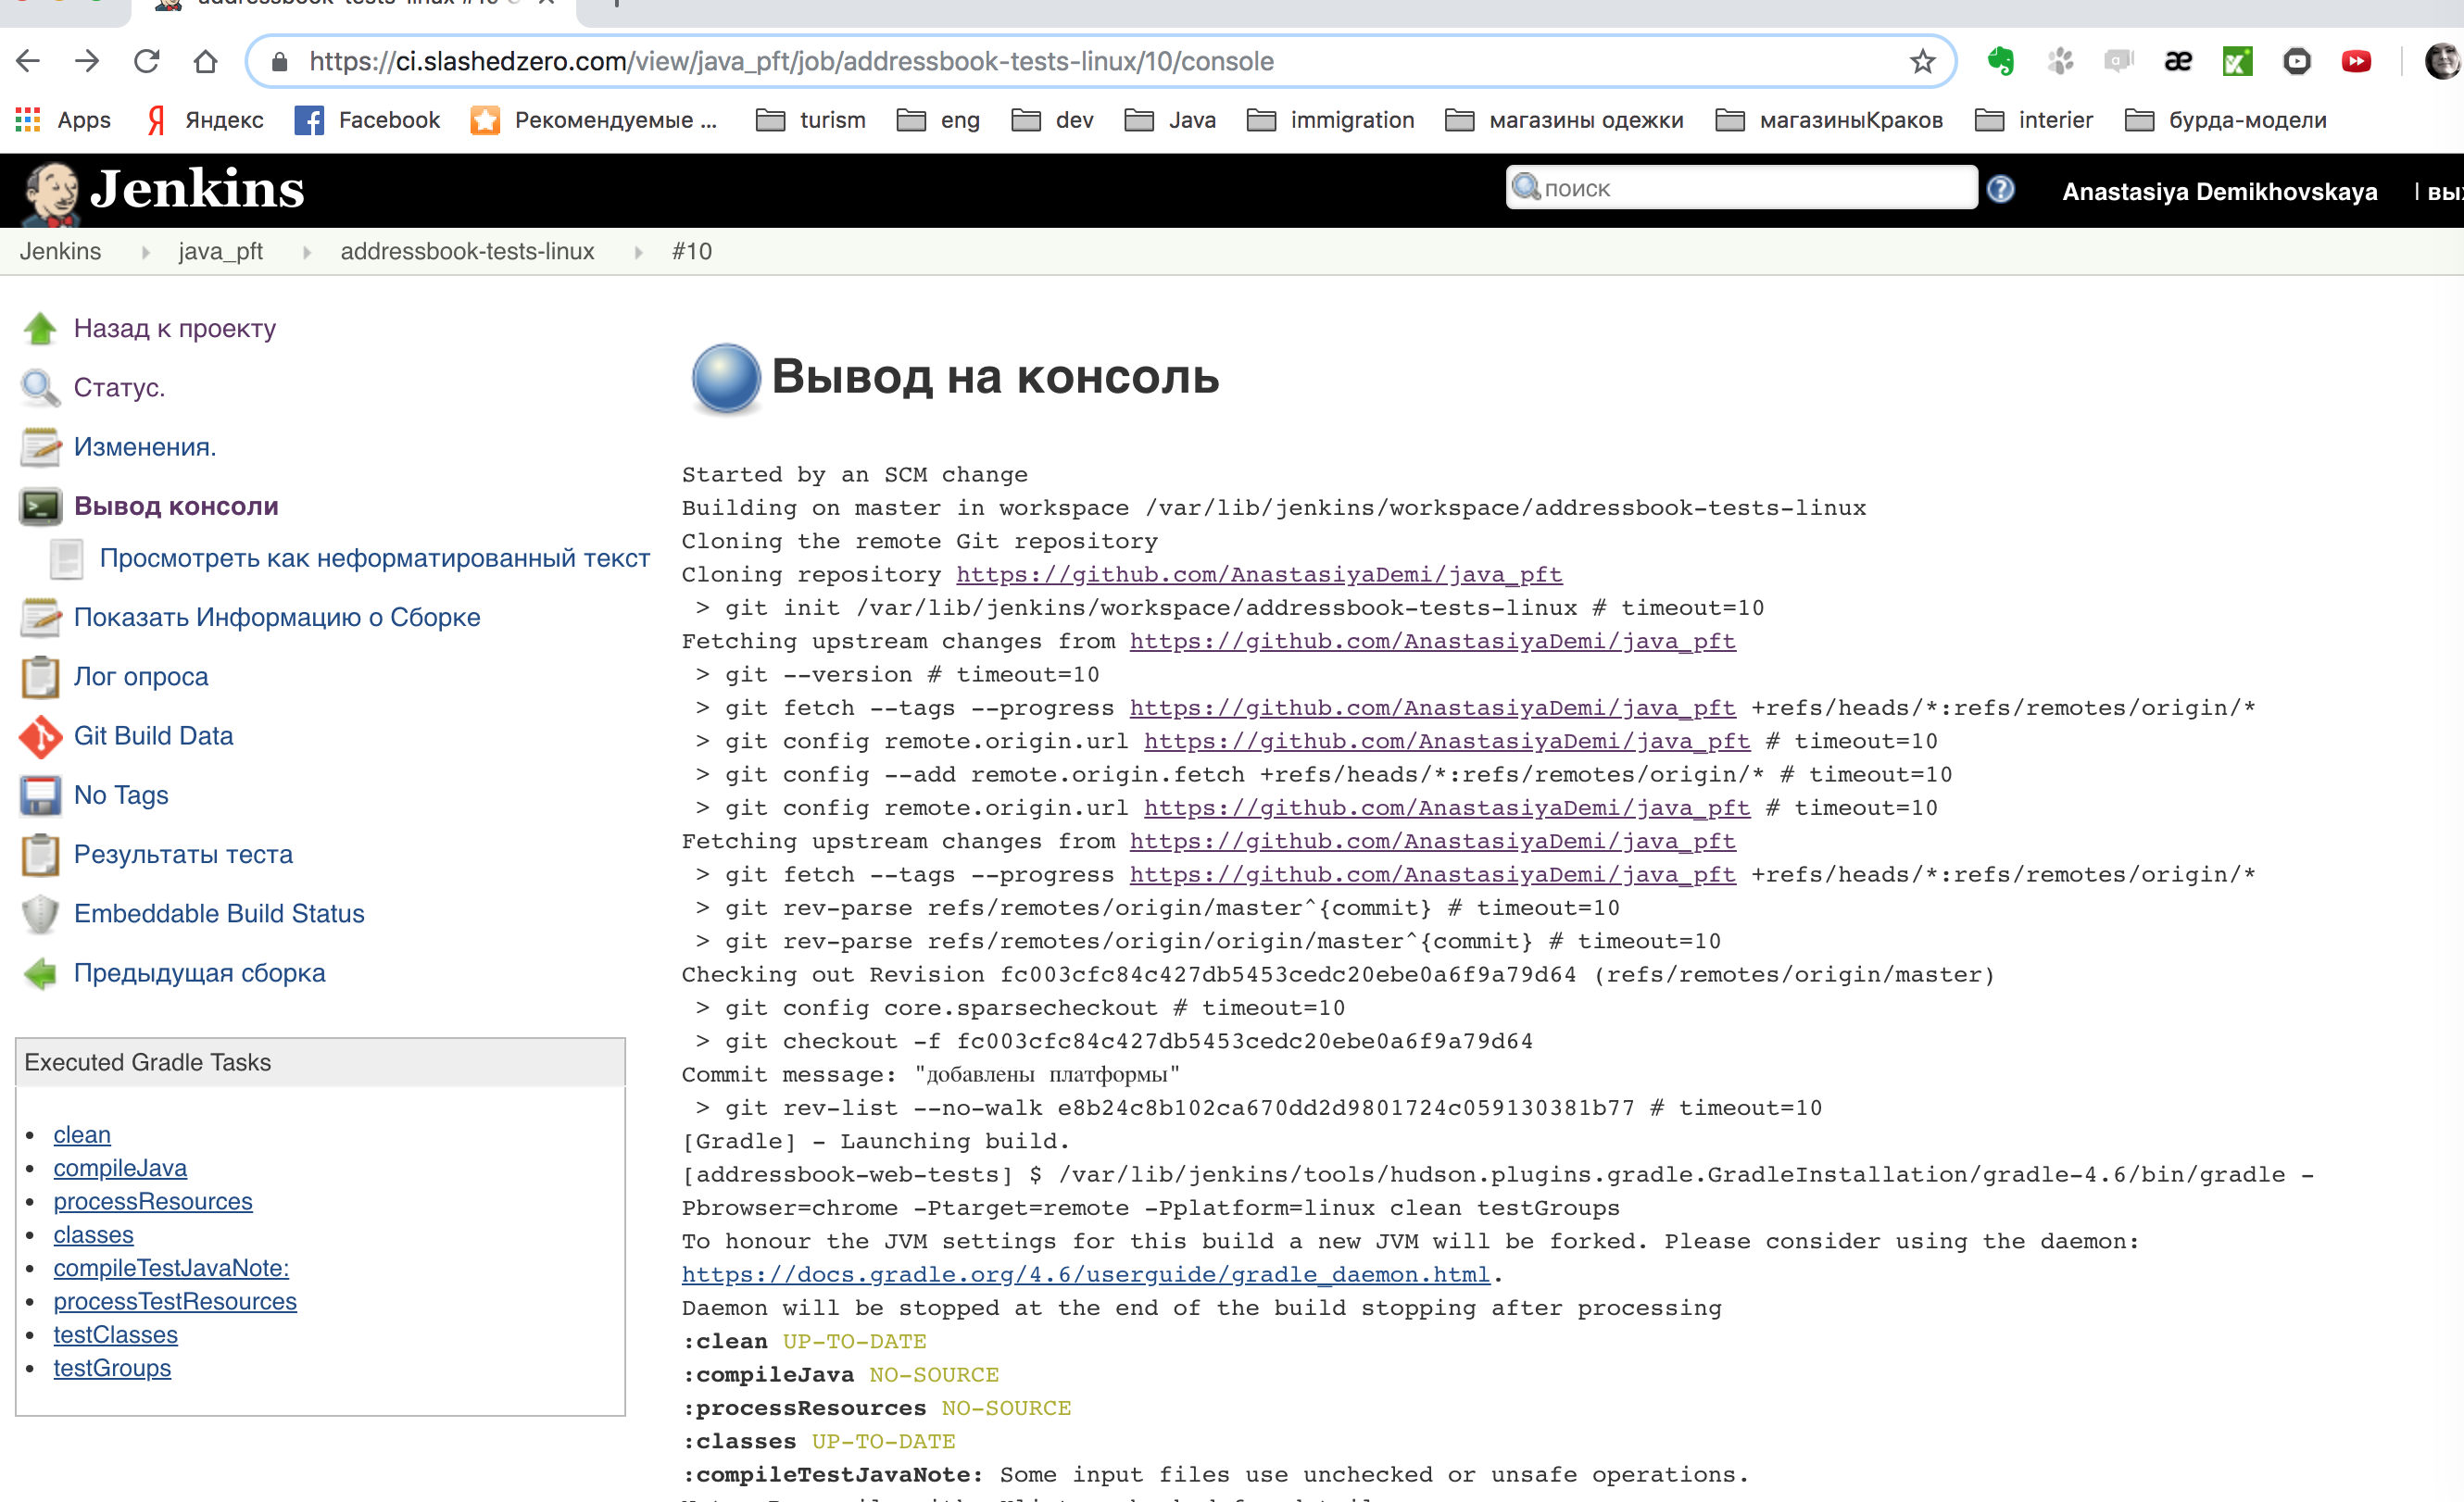 https://ci.slashedzero.com/view/java_pft/job/addressbook-tests-linux/10/console
Apps Яндекс Facebook Рекомендуемые ... turism eng dev Java immigration магазины одежки магазиныКраков interier бурда-модели
Jenkins поиск Anastasiya Demikhovskaya |
Jenkins java_pft addressbook-tests-linux #10
Назад к проекту
Статус.
Изменения.
Вывод консоли
Просмотреть как неформатированный текст
Показать Информацию о Сборке
Лог опроса
Git Build Data
No Tags
Результаты теста
Embeddable Build Status
Предыдущая сборка
Executed Gradle Tasks
clean
compileJava
processResources
classes
compileTestJavaNote:
processTestResources
testClasses
testGroups
Вывод на консоль
Started by an SCM change
Building on master in workspace /var/lib/jenkins/workspace/addressbook-tests-linux
Cloning the remote Git repository
Cloning repository https://github.com/AnastasiyaDemi/java_pft
> git init /var/lib/jenkins/workspace/addressbook-tests-linux # timeout=10
Fetching upstream changes from https://github.com/AnastasiyaDemi/java_pft
> git --version # timeout=10
> git fetch --tags --progress https://github.com/AnastasiyaDemi/java_pft +refs/heads/*:refs/remotes/origin/*
> git config remote.origin.url https://github.com/AnastasiyaDemi/java_pft # timeout=10
> git config --add remote.origin.fetch +refs/heads/*:refs/remotes/origin/* # timeout=10
> git config remote.origin.url https://github.com/AnastasiyaDemi/java_pft # timeout=10
Fetching upstream changes from https://github.com/AnastasiyaDemi/java_pft
> git fetch --tags --progress https://github.com/AnastasiyaDemi/java_pft +refs/heads/*:refs/remotes/origin/*
> git rev-parse refs/remotes/origin/master^{commit} # timeout=10
> git rev-parse refs/remotes/origin/origin/master^{commit} # timeout=10
Checking out Revision fc003cfc84c427db5453cedc20ebe0a6f9a79d64 (refs/remotes/origin/master)
> git config core.sparsecheckout # timeout=10
> git checkout -f fc003cfc84c427db5453cedc20ebe0a6f9a79d64
Commit message: "добавлены платформы"
> git rev-list --no-walk e8b24c8b102ca670dd2d9801724c059130381b77 # timeout=10
[Gradle] - Launching build.
[addressbook-web-tests] $ /var/lib/jenkins/tools/hudson.plugins.gradle.GradleInstallation/gradle-4.6/bin/gradle -
Pbrowser=chrome -Ptarget=remote -Pplatform=linux clean testGroups
To honour the JVM settings for this build a new JVM will be forked. Please consider using the daemon:
https://docs.gradle.org/4.6/userguide/gradle_daemon.html.
Daemon will be stopped at the end of the build stopping after processing
:clean UP-TO-DATE
:compileJava NO-SOURCE
:processResources NO-SOURCE
:classes UP-TO-DATE
:compileTestJavaNote: Some input files use unchecked or unsafe operations.